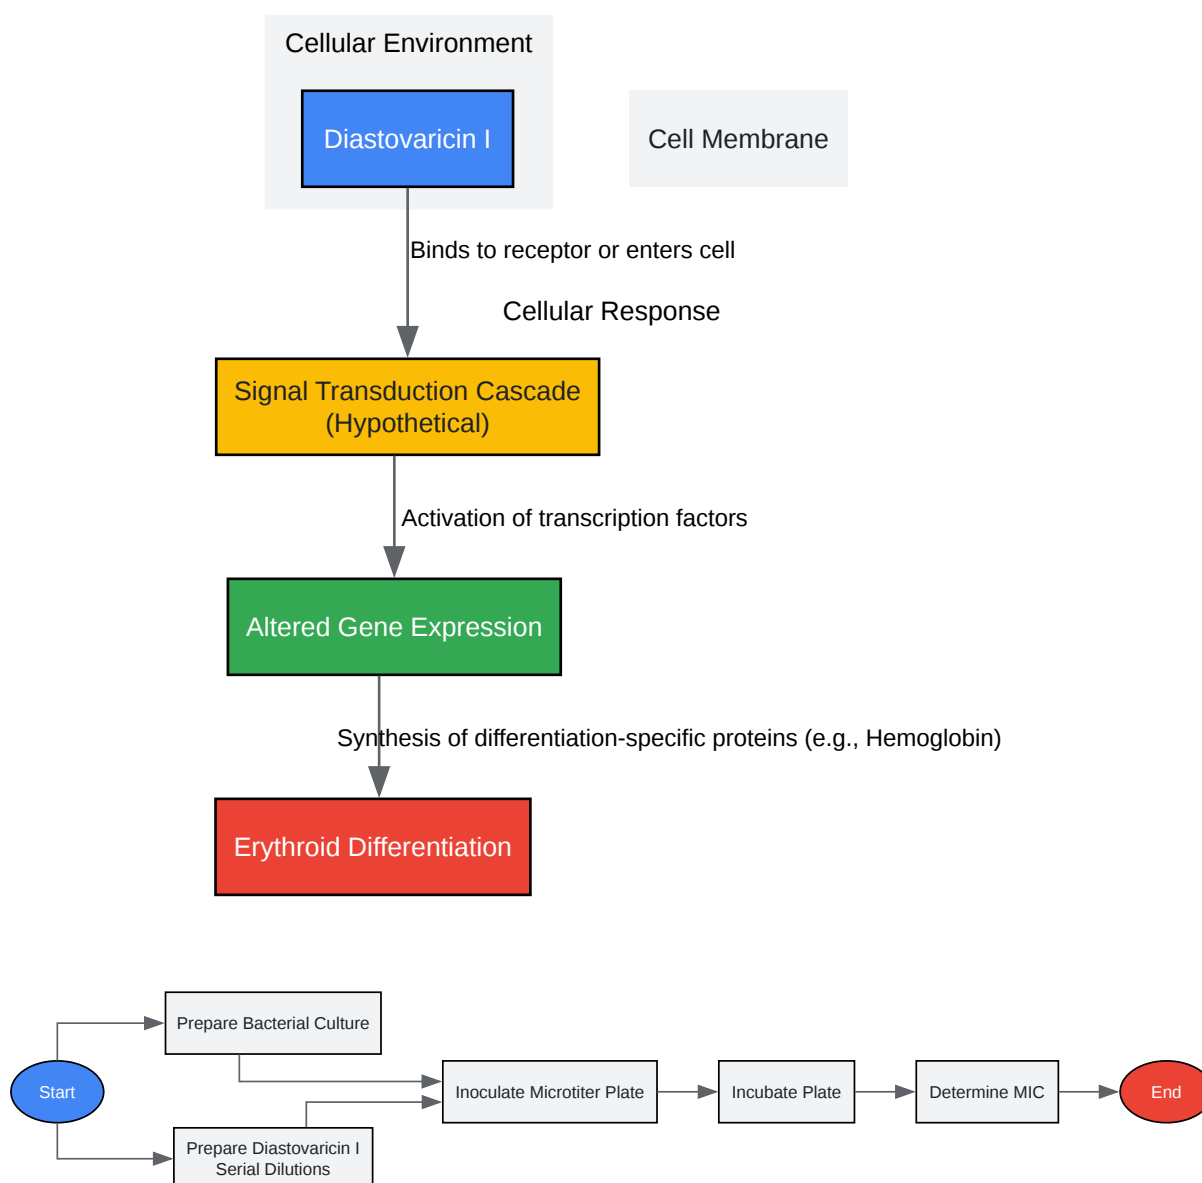 Cellular Environment
Diastovaricin I
Cell Membrane
Binds to receptor or enters cell
Cellular Response
Signal Transduction Cascade
(Hypothetical)
Activation of transcription factors
Altered Gene Expression
Synthesis of differentiation-specific proteins (e.g., Hemoglobin)
Erythroid Differentiation
Prepare Bacterial Culture
Start
Inoculate Microtiter Plate
Incubate Plate
Determine MIC
End
Prepare Diastovaricin I
Serial Dilutions